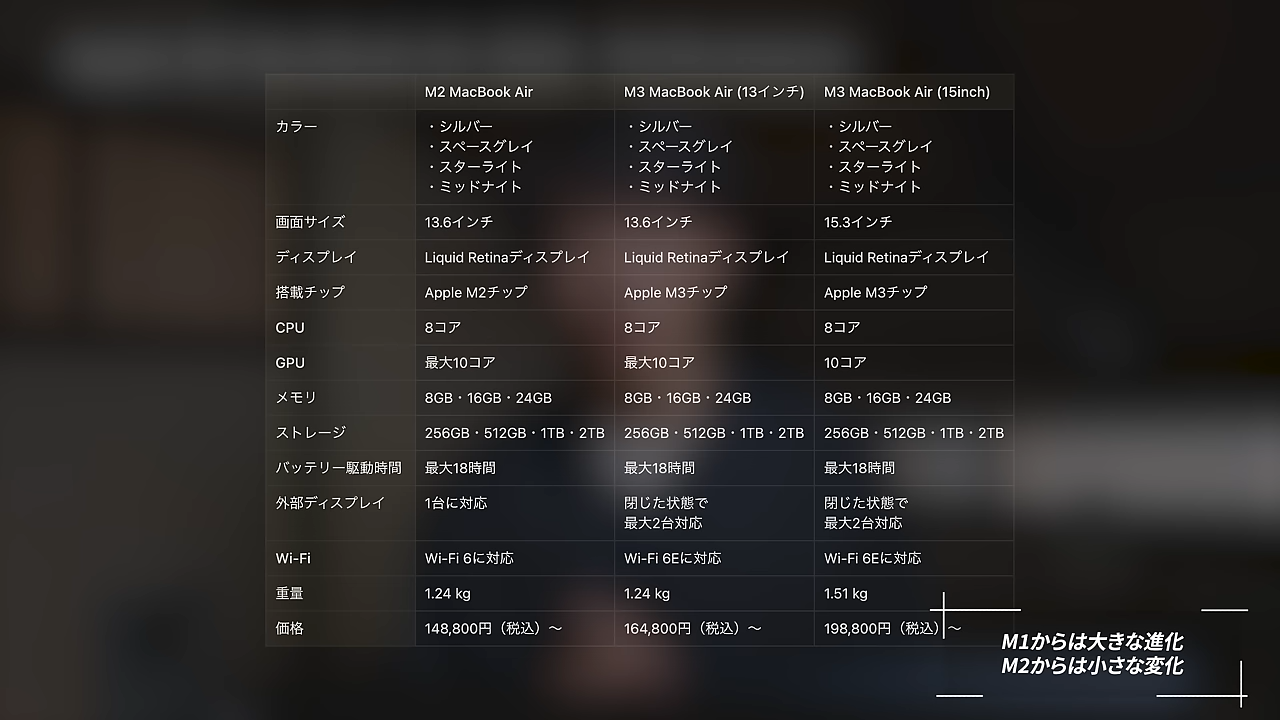 M2 MacBook Air M3 MacBook Air (13インチ) M3 MacBook Air (15inch)
カラー ・シルバー ・シルバー ・シルバー
・スペースグレイ ・スペースグレイ ・スペースグレイ
・スターライト ・スターライト ・スターライト
・ミッドナイト ・ミッドナイト ・ミッドナイト
画面サイズ 13.6インチ 13.6インチ 15.3インチ
ディスプレイ Liquid Retinaディスプレイ Liquid Retinaディスプレイ Liquid Retinaディスプレイ
搭載チップ Apple M2チップ Apple M3チップ Apple M3チップ
CPU 8コア 8コア 8コア
GPU 最大10コア 最大10コア 10コア
メモリ 8GB・16GB・24GB 8GB・16GB・24GB 8GB・16GB・24GB
ストレージ 256GB・512GB・1TB・2TB 256GB・512GB・1TB・2TB 256GB・512GB・1TB・2TB
バッテリー駆動時間 最大18時間 最大18時間 最大18時間
外部ディスプレイ 1台に対応 閉じた状態で 閉じた状態で
最大2台対応 最大2台対応
Wi-Fi Wi-Fi 6に対応 Wi-Fi 6Eに対応 Wi-Fi 6Eに対応
重量 1.24 kg 1.24 kg 1.51 kg
価格 148,800円（税込）〜 164,800円（税込）〜 198,800円（税込）〜
M1からは大きな進化
M2からは小さな変化